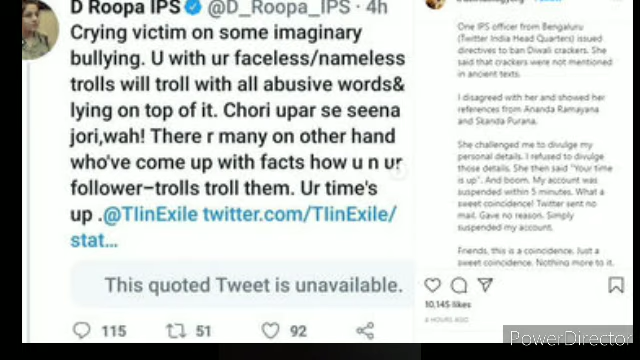 D Roopa IPS @D_Roopa_IPS · 4h
Crying victim on some imaginary
bullying. U with ur faceless/nameless
trolls will troll with all abusive words&
lying on top of it. Chori upar se seena
jori,wah! There r many on other hand
who've come up with facts how u n ur
follower–trolls troll them. Ur time's
up .@TIinExile twitter.com/TIinExile/
stat...
This quoted Tweet is unavailable.
115 51 92
One IPS officer from Bengaluru
(Twitter India Head Quarters) issued
directives to ban Diwali crackers. She
said that crackers were not mentioned
in ancient texts.
I disagreed with her and showed her
references from Ananda Ramayana
and Skanda Purana.
She challenged me to divulge my
personal details. I refused to divulge
those details. She then said "Your time
is up". And boom. My account was
suspended within 5 minutes. What a
sweet coincidence! Twitter sent no
mail. Gave no reason. Simply
suspended my account.
Friends, this is a coincidence. Just a
sweet coincidence. Nothing more to it.
10,145 likes
4 HOURS AGO
PowerDirector